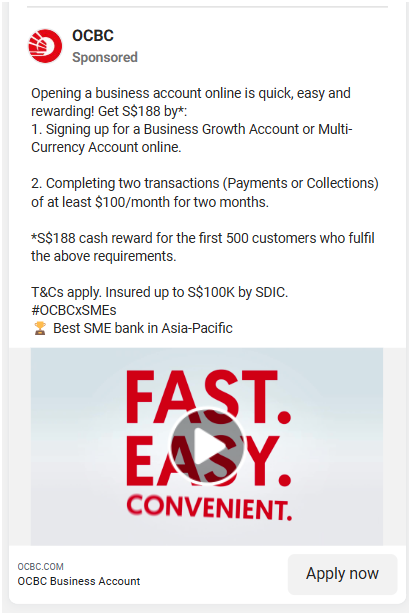 OCBC
Sponsored
Opening a business account online is quick, easy and
rewarding! Get S$188 by*:
1. Signing up for a Business Growth Account or Multi-
Currency Account online.
2. Completing two transactions (Payments or Collections)
of at least $100/month for two months.
*S$188 cash reward for the first 500 customers who fulfil
the above requirements.
T&Cs apply. Insured up to S$100K by SDIC.
#OCBCxSMEs
🏆 Best SME bank in Asia-Pacific
FAST.
EASY.
CONVENIENT.
OCBC.COM
OCBC Business Account
Apply now